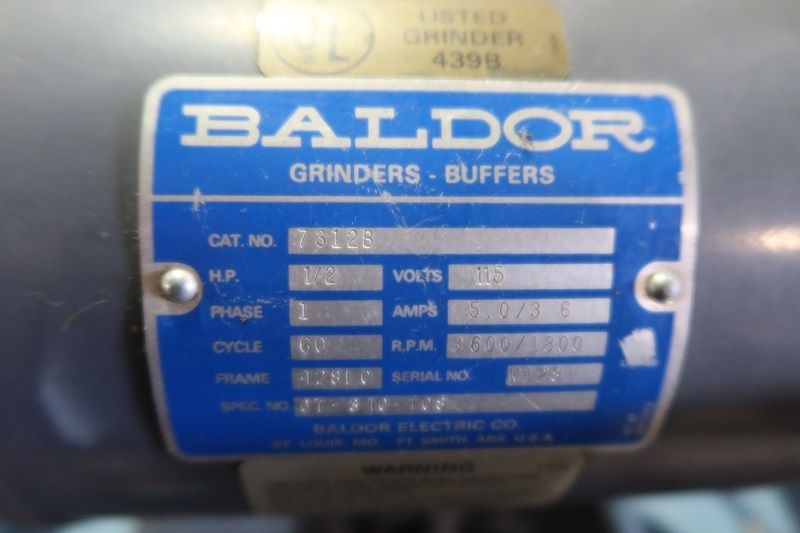 UL
LISTED
GRINDER
439B
BALDOR
GRINDERS - BUFFERS
CAT. NO. 7312B
H.P. 1/2 VOLTS 115
PHASE 1 AMPS 5.0/3.6
CYCLE 60 R.P.M. 3600/1800
FRAME SERIAL NO.
SPEC. NO.
BALDOR ELECTRIC CO.
ST. LOUIS, MO. - FT. SMITH, ARK. U.S.A.
WARNING